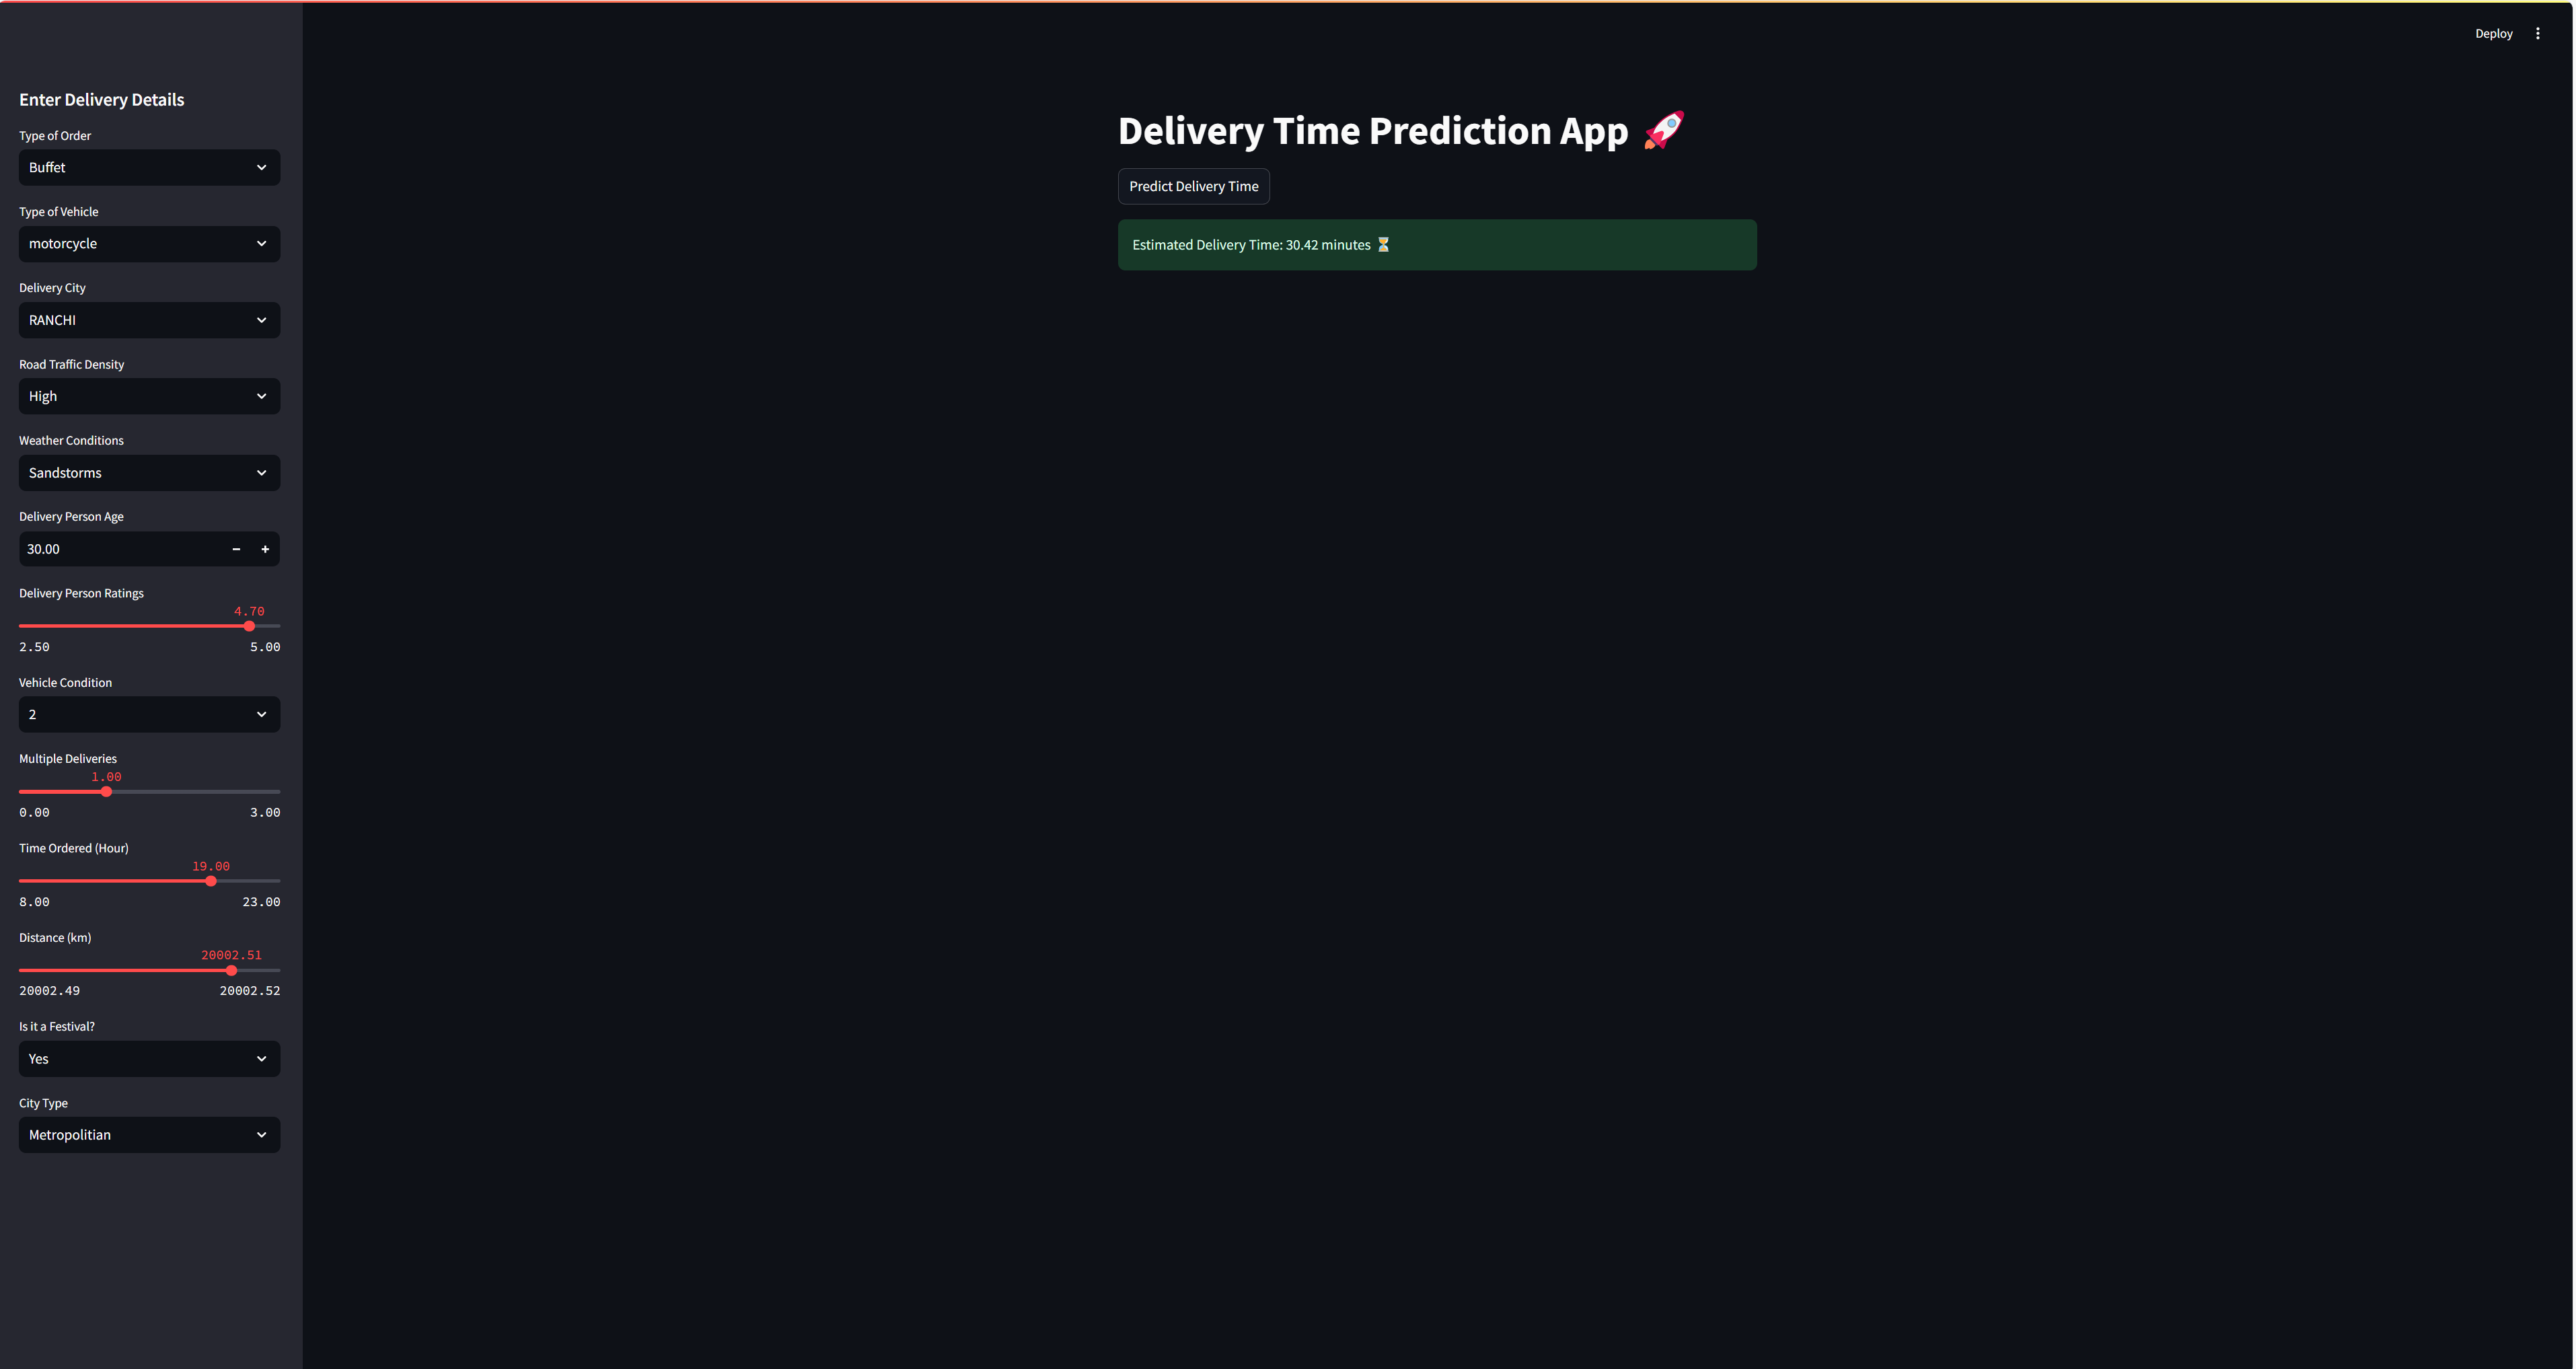 Deploy
Enter Delivery Details
Type of Order
Buffet
Type of Vehicle
motorcycle
Delivery City
RANCHI
Road Traffic Density
High
Weather Conditions
Sandstorms
Delivery Person Age
30.00
Delivery Person Ratings
4.70
2.50 5.00
Vehicle Condition
2
Multiple Deliveries
1.00
0.00 3.00
Time Ordered (Hour)
19.00
8.00 23.00
Distance (km)
20002.51
20002.49 20002.52
Is it a Festival?
Yes
City Type
Metropolitian
Delivery Time Prediction App 🚀
Predict Delivery Time
Estimated Delivery Time: 30.42 minutes ⏳